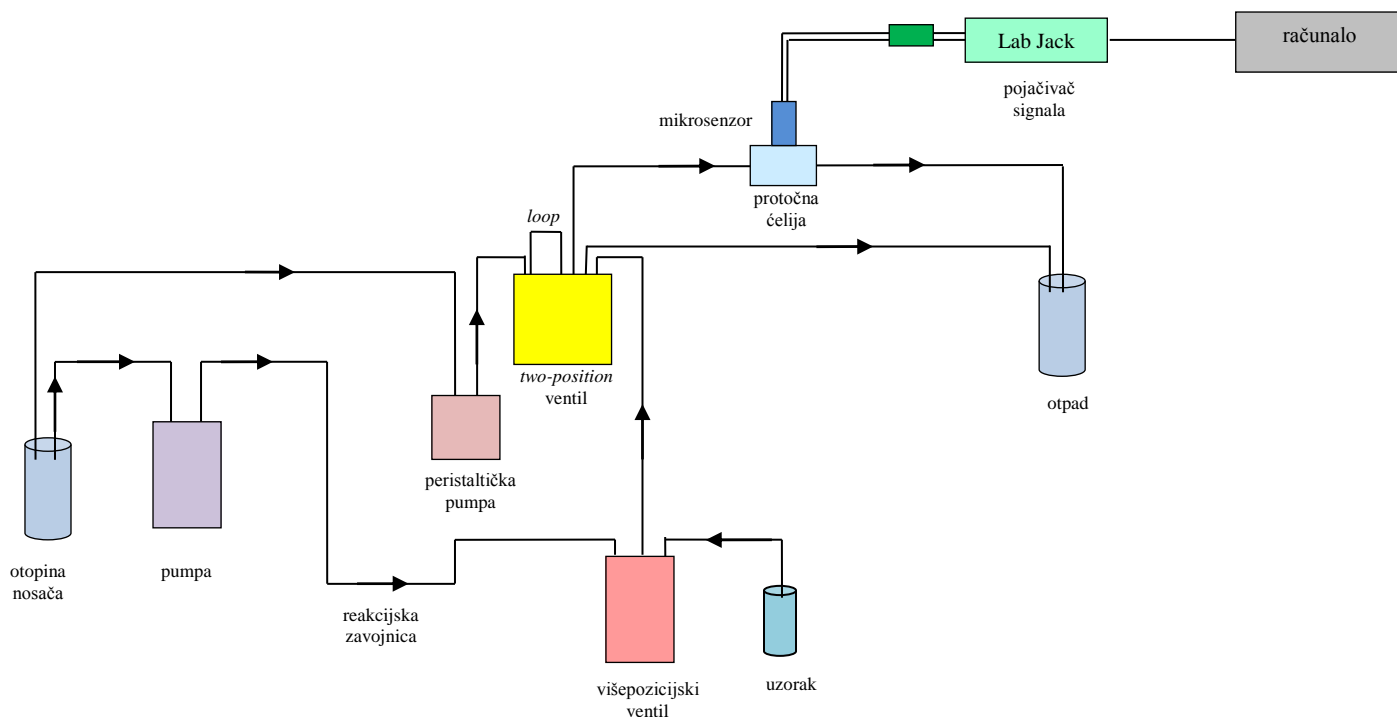 Lab Jack
računalo
pojačivač
signala
mikrosenzor
protočna
ćelija
loop
two-position
ventil
otpad
peristaltička
pumpa
otopina
nosača
pumpa
reakcijska
zavojnica
višepozicijski
ventil
uzorak